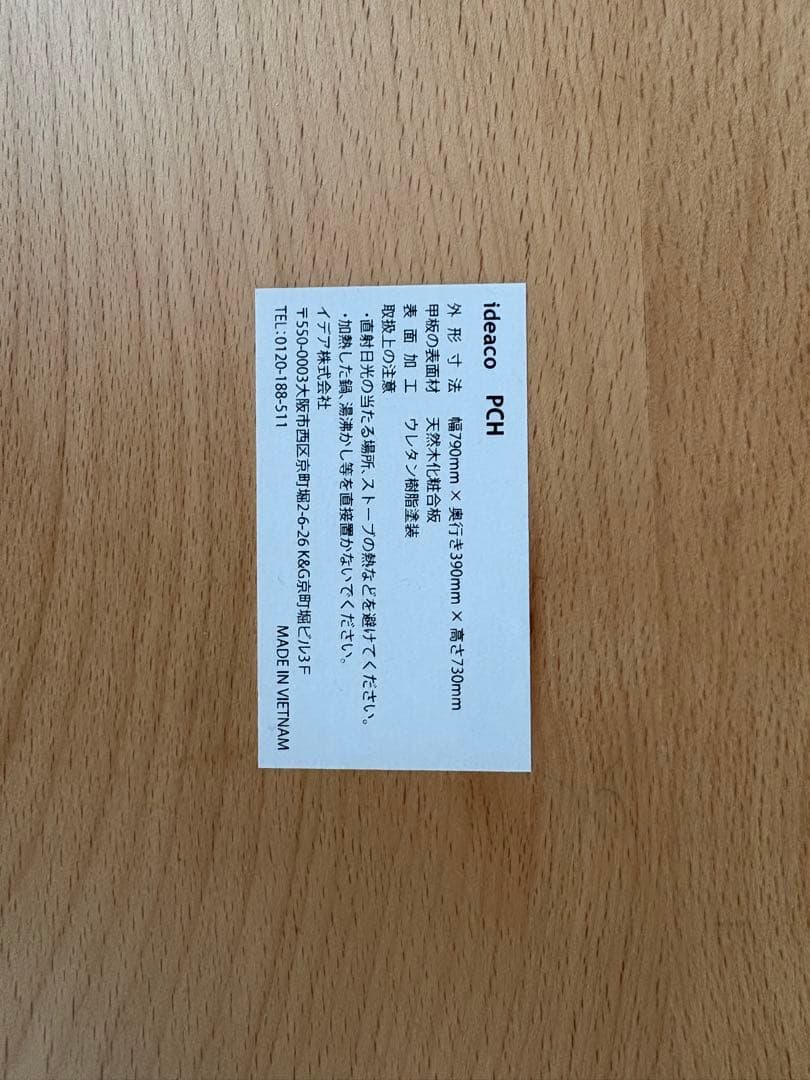 ideaco PCH
外形寸法 幅790mm × 奥行き390mm × 高さ730mm
甲板の表面材 天然木化粧合板
表面加工 ウレタン樹脂塗装
取扱上の注意
・直射日光の当たる場所、ストーブの熱などを避けてください。
・加熱した鍋、湯沸かし等を直接置かないでください。
イデア株式会社
〒550-0003大阪市西区京町堀2-6-26 K&G京町堀ビル3F
TEL:0120-188-511 MADE IN VIETNAM